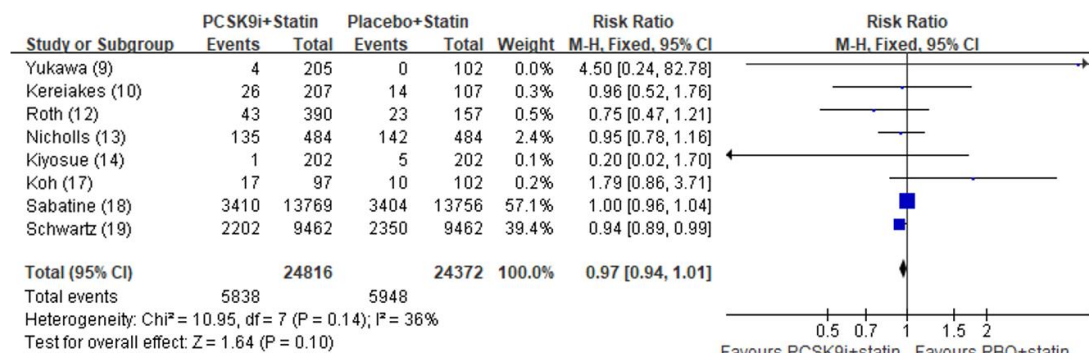 PCSK9i+Statin Placebo+Statin Risk Ratio Risk Ratio
Study or Subgroup Events Total Events Total Weight M-H, Fixed, 95% CI M-H, Fixed, 95% CI
Yukawa (9) 4 205 0 102 0.0% 4.50 [0.24, 82.78]
Kereiakes (10) 26 207 14 107 0.3% 0.96 [0.52, 1.76]
Roth (12) 43 390 23 157 0.5% 0.75 [0.47, 1.21]
Nicholls (13) 135 484 142 484 2.4% 0.95 [0.78, 1.16]
Kiyosue (14) 1 202 5 202 0.1% 0.20 [0.02, 1.70]
Koh (17) 17 97 10 102 0.2% 1.79 [0.86, 3.71]
Sabatine (18) 3410 13769 3404 13756 57.1% 1.00 [0.96, 1.04]
Schwartz (19) 2202 9462 2350 9462 39.4% 0.94 [0.89, 0.99]
Total (95% CI) 24816 24372 100.0% 0.97 [0.94, 1.01]
Total events 5838 5948
Heterogeneity: Chi² = 10.95, df = 7 (P = 0.14); I² = 36%
Test for overall effect: Z = 1.64 (P = 0.10)
0.5 0.7 1 1.5 2
Favours PCSK9i+statin Favours PBO+statin